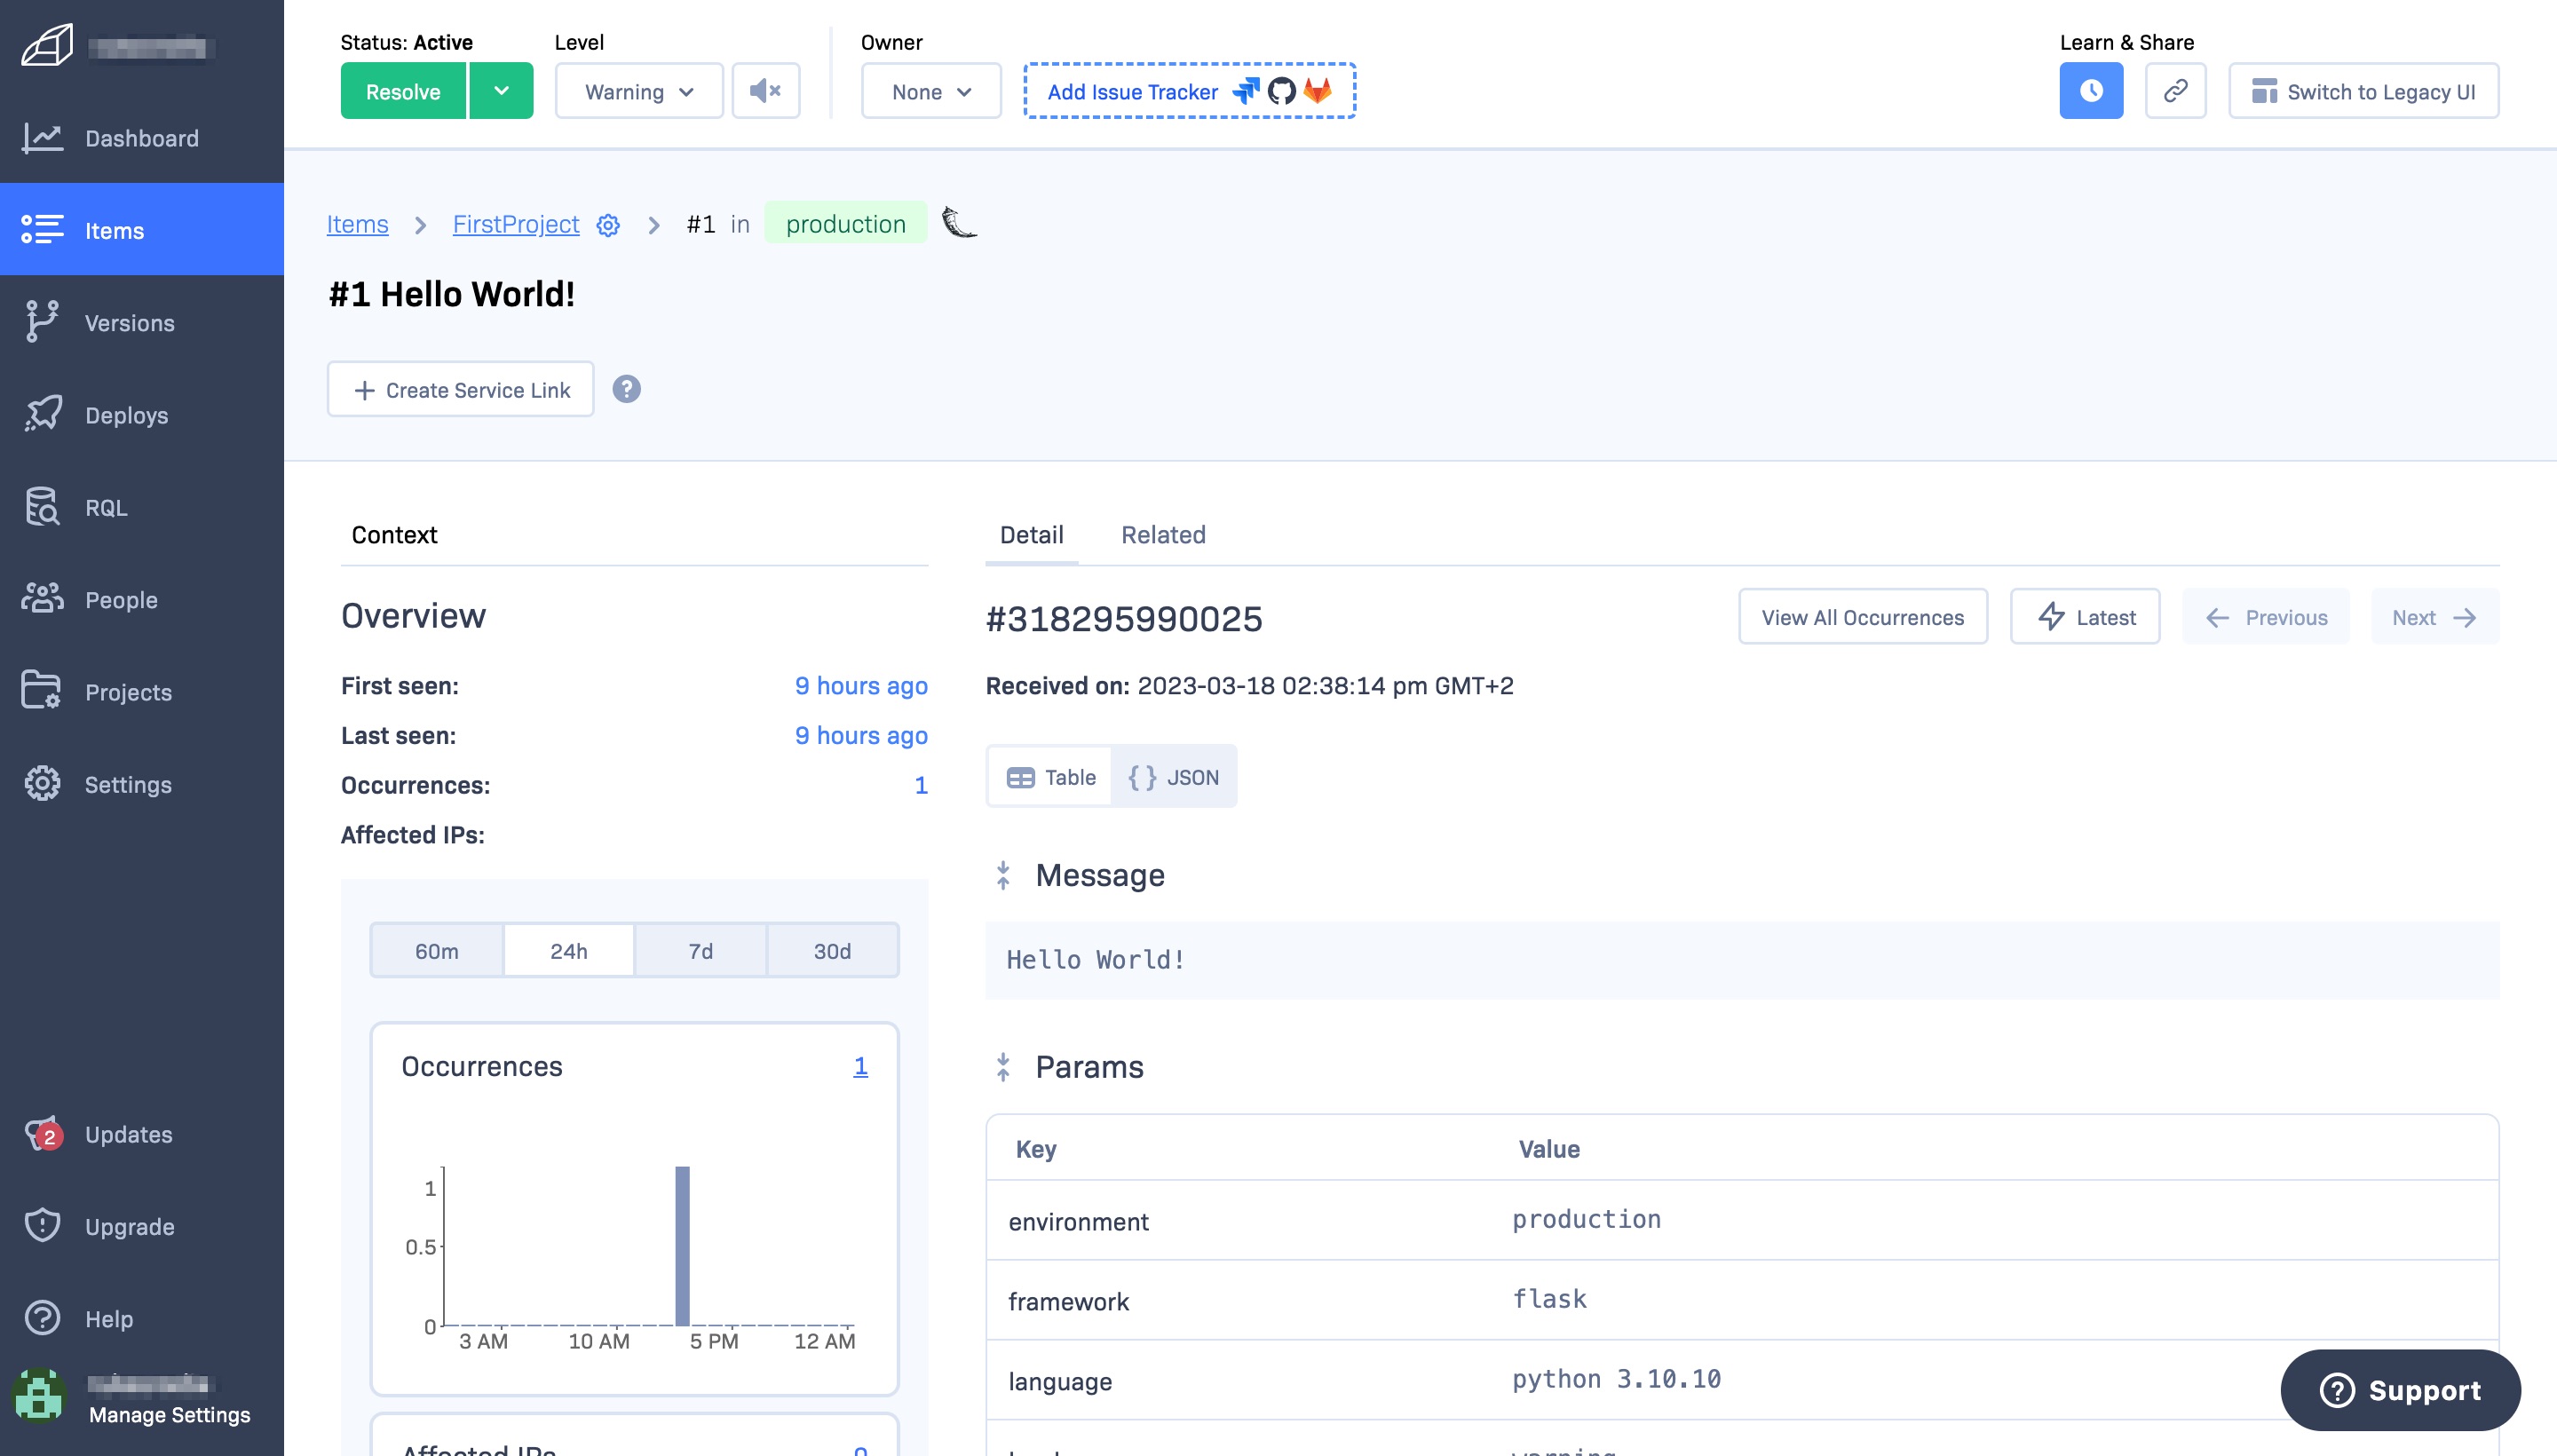 Dashboard
Items
Versions
Deploys
RQL
People
Projects
Settings
2
Updates
Upgrade
Help
Manage Settings
Status: Active
Level
Owner
Learn & Share
Resolve
Warning
None
Add Issue Tracker
Switch to Legacy UI
Items
FirstProject
#1 in
production
#1 Hello World!
Create Service Link
?
Context
Overview
First seen: 9 hours ago
Last seen: 9 hours ago
Occurrences: 1
Affected IPs:
60m
24h
7d
30d
Occurrences 1
1
0.5
0
3 AM
10 AM
5 PM
12 AM
Affected IPs 0
Detail
Related
#318295990025
View All Occurrences
Latest
Previous
Next
Received on: 2023-03-18 02:38:14 pm GMT+2
Table
{} JSON
Message
Hello World!
Params
Key Value
environment production
framework flask
language python 3.10.10
warning
Support